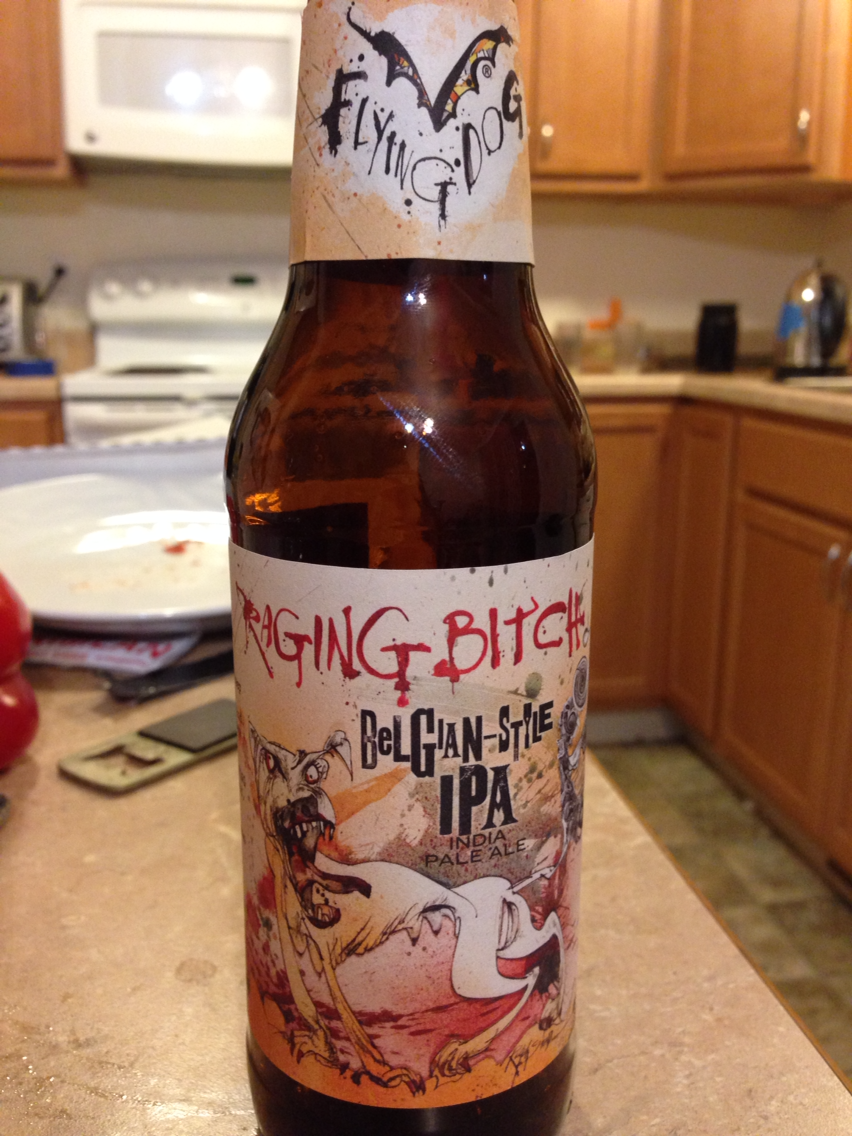 FLYING DOG
®
RAGING BITCH
BELGIAN-STYLE
IPA
INDIA
PALE ALE